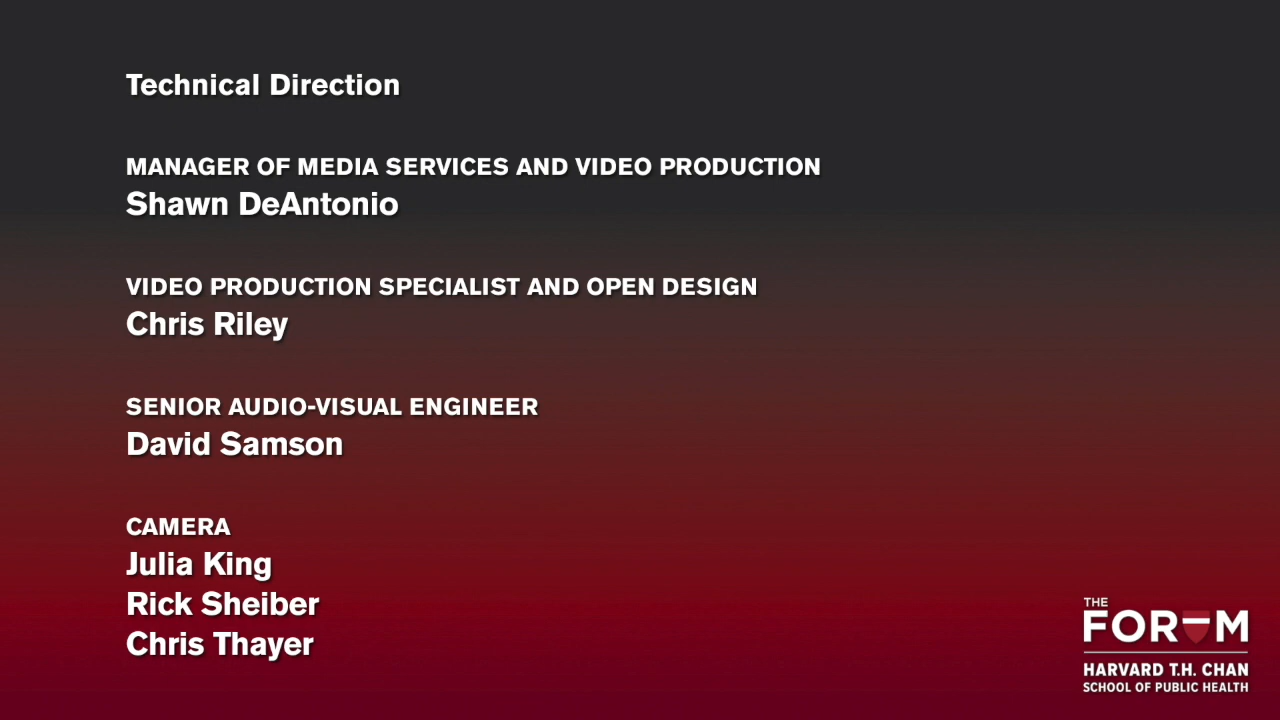 Technical Direction
MANAGER OF MEDIA SERVICES AND VIDEO PRODUCTION
Shawn DeAntonio
VIDEO PRODUCTION SPECIALIST AND OPEN DESIGN
Chris Riley
SENIOR AUDIO-VISUAL ENGINEER
David Samson
CAMERA
Julia King
Rick Sheiber
Chris Thayer
THE
FORUM
HARVARD T.H. CHAN
SCHOOL OF PUBLIC HEALTH